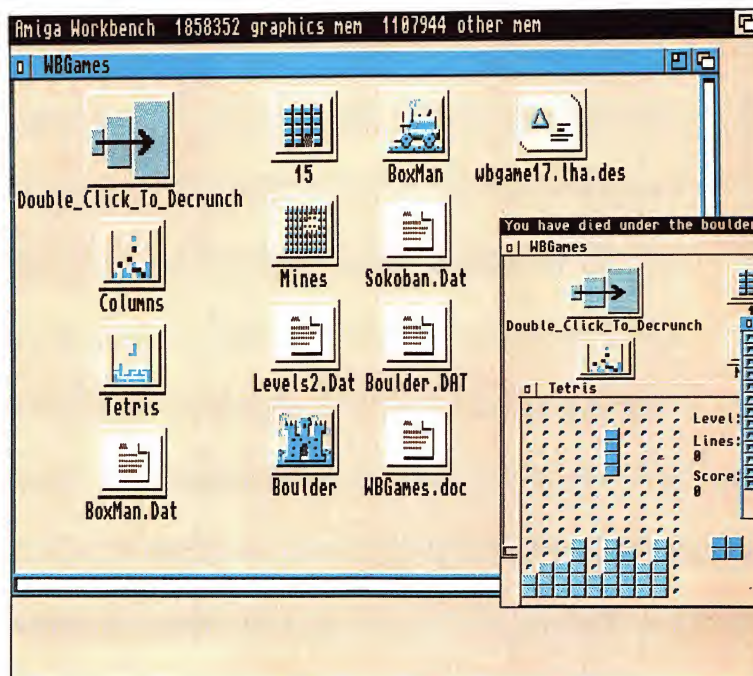 Amiga Workbench 1858352 graphics mem 1107944 other mem
WBGames
Double_Click_To_Decrunch
15
BoxMan
wbgame17.lha.des
Columns
Mines
Sokoban.Dat
Tetris
Levels2.Dat
Boulder.DAT
BoxMan.Dat
Boulder
WBGames.doc
You have died under the boulder
WBGames
Double_Click_To_Decrunch
Tetris
Level:
Lines:
0
Score:
0